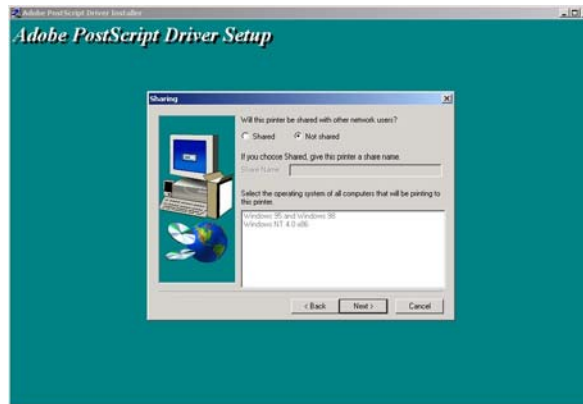 Adobe PostScript Driver Installer
Adobe PostScript Driver Setup
Sharing
Will this printer be shared with other network users?
Shared Not shared
If you choose Shared, give this printer a share name.
Share Name:
Select the operating system of all computers that will be printing to
this printer.
Windows 95 and Windows 98
Windows NT 4.0 x86
< Back Next > Cancel